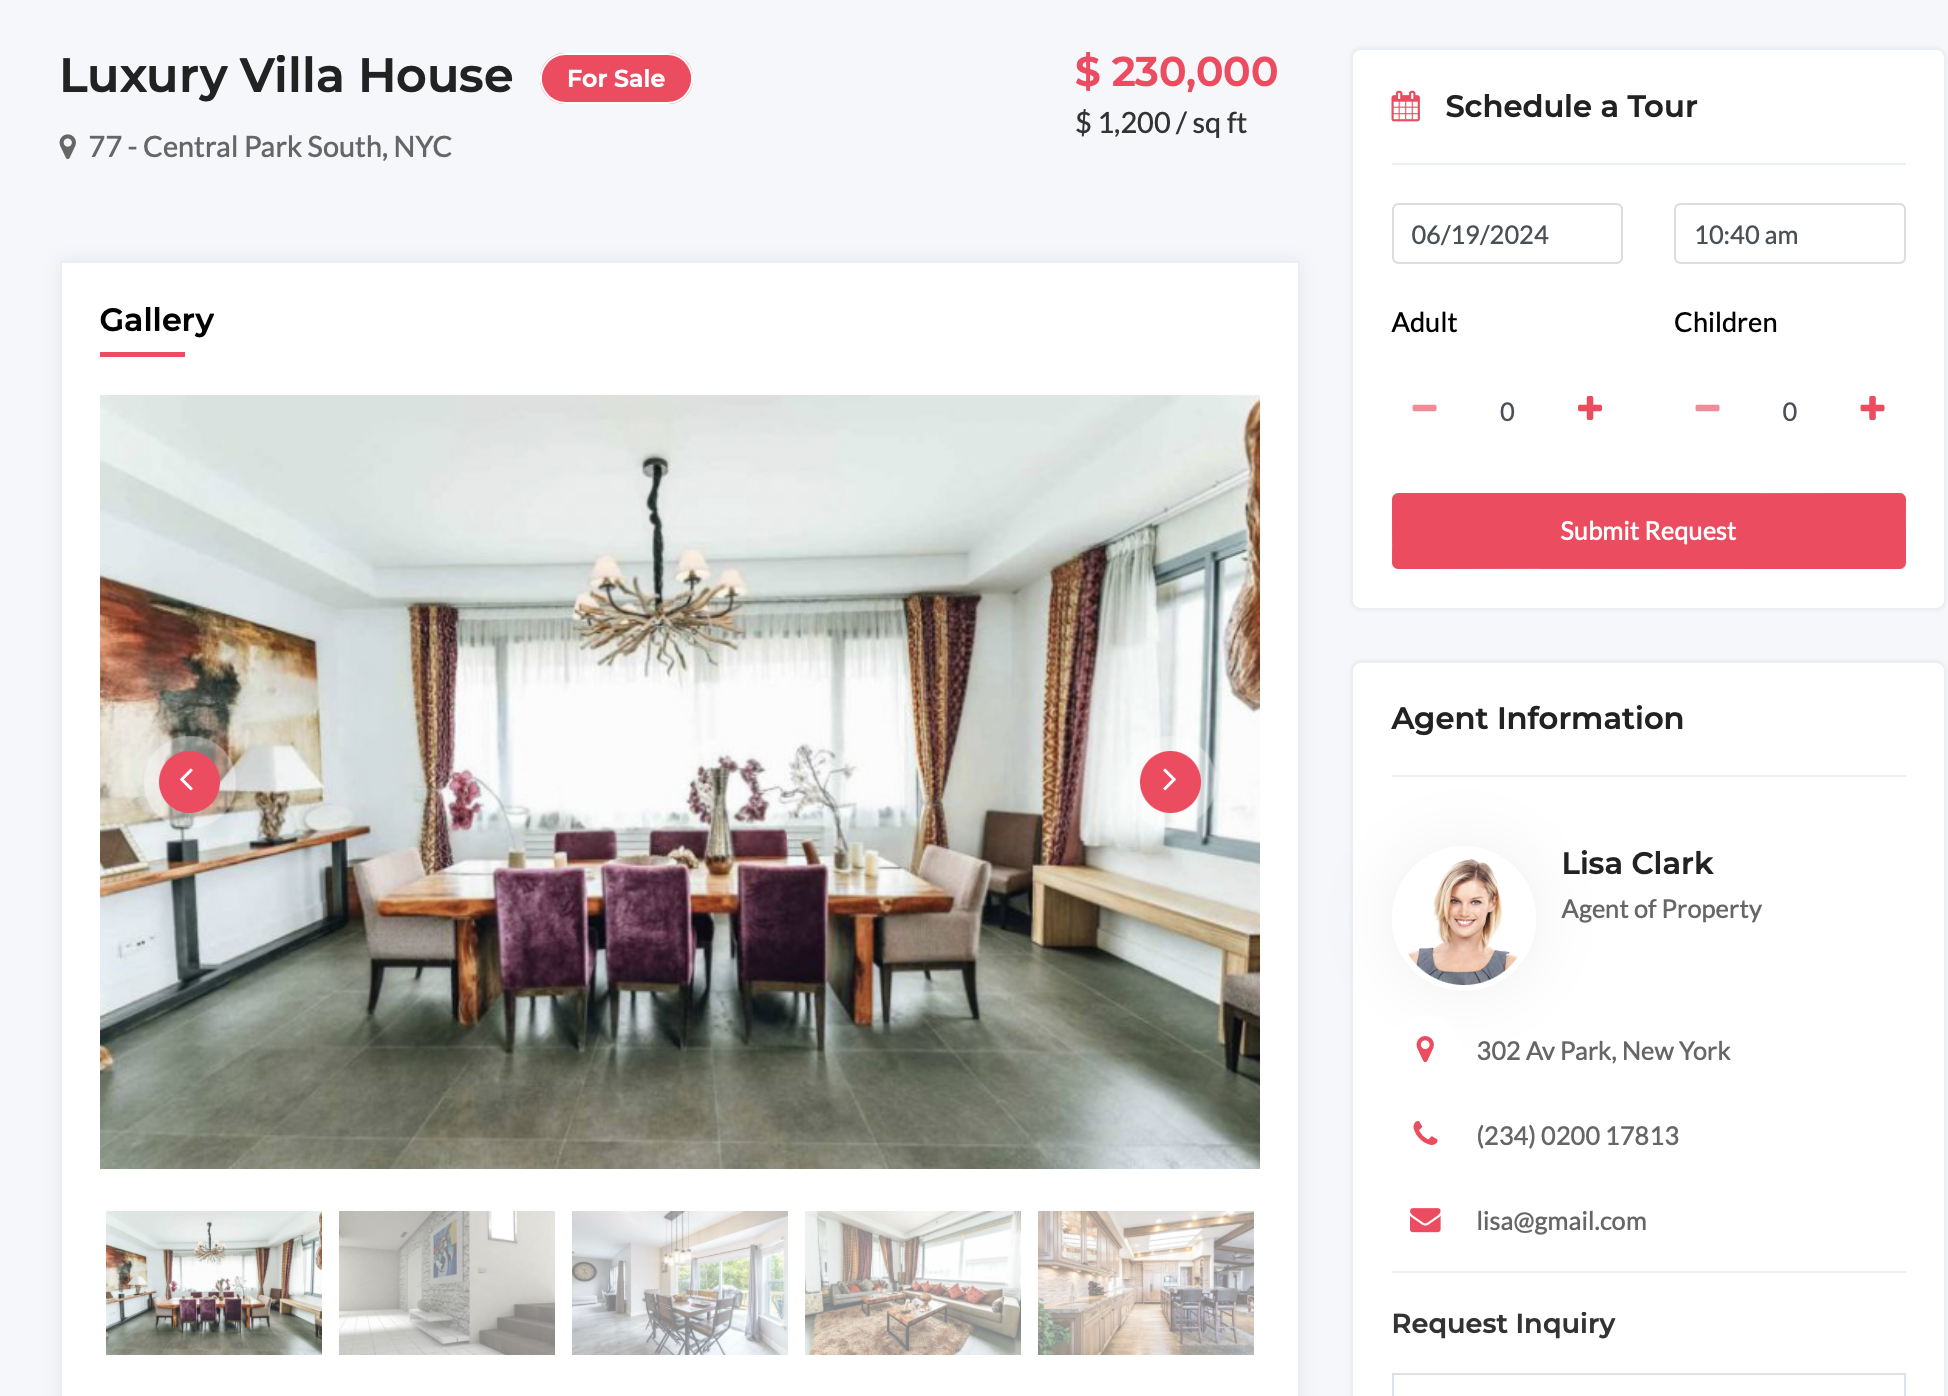 Luxury Villa House
For Sale
$ 230,000
$ 1,200 / sq ft
77 - Central Park South, NYC
Gallery
Schedule a Tour
06/19/2024
10:40 am
Adult
Children
0
0
Submit Request
Agent Information
Lisa Clark
Agent of Property
302 Av Park, New York
(234) 0200 17813
lisa@gmail.com
Request Inquiry